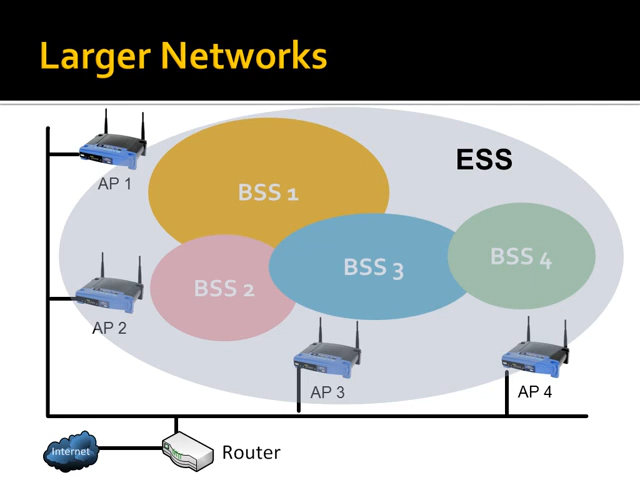 Larger Networks
ESS
AP 1
BSS 1
BSS 4
BSS 3
BSS 2
AP 2
AP 3
AP 4
Internet
Router